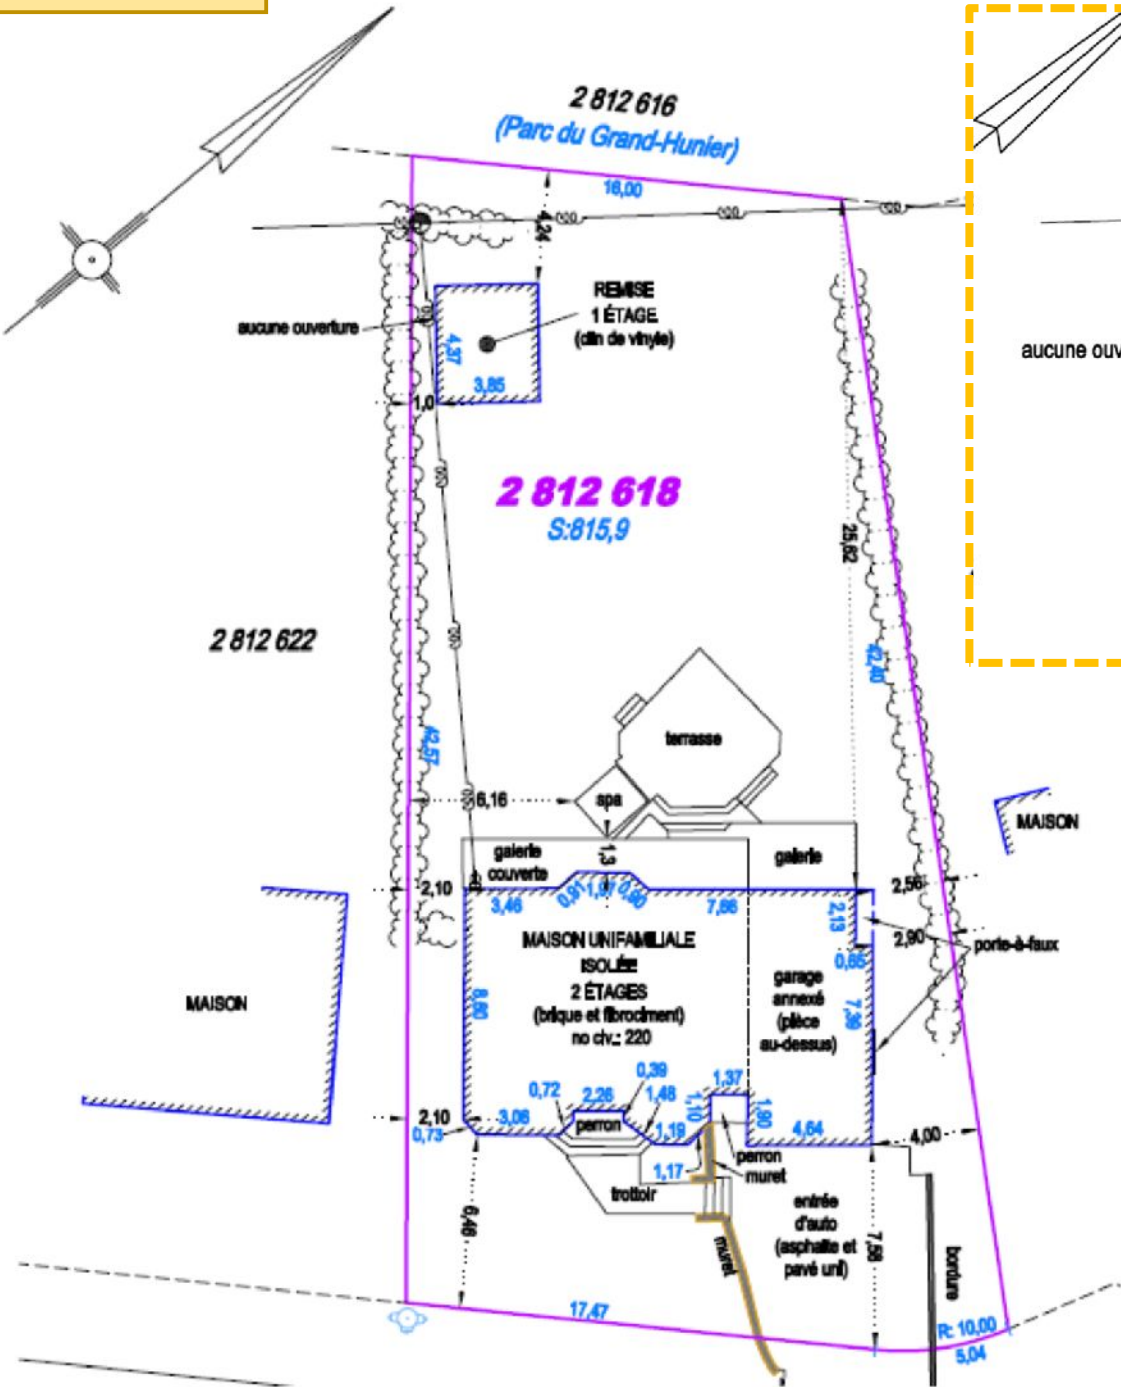 2 812 616
(Parc du Grand-Hunier)
16,00
4,24
REMISE
1 ÉTAGE
(clin de vinyle)
aucune ouverture
aucune ouv
4,37
3,85
1,0
2 812 618
S:815,9
25,62
2 812 622
42,40
42,57
terrasse
6,16
spa
MAISON
galerie
couverte
1,3
galerie
2,10
2,56
3,46
0,91
0,90
7,66
2,13
2,90
porte-à-faux
0,65
MAISON UNIFAMILIALE
ISOLÉE
2 ÉTAGES
(brique et fibrociment)
no civ.: 220
garage
annexé
(pièce
au-dessus)
7,39
8,60
MAISON
0,39
1,37
0,72
2,26
1,48
1,10
1,80
2,10
3,06
perron
1,19
4,64
4,00
0,73
1,17
perron
muret
trottoir
entrée
d'auto
(asphalte et
pavé uni)
6,46
muret
7,58
bordure
17,47
R: 10,00
5,04